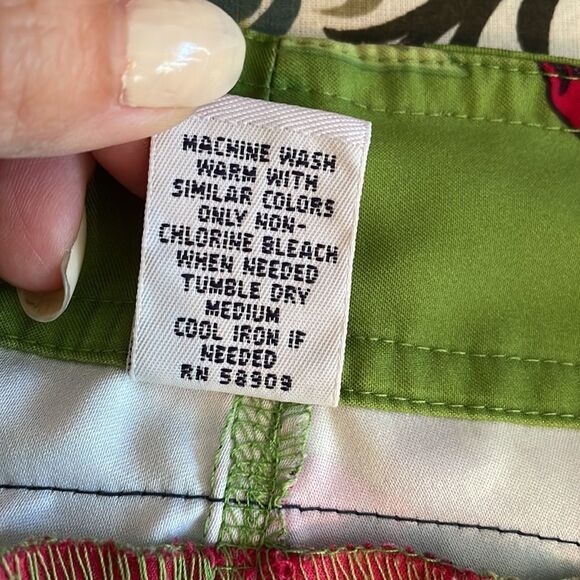 MACHINE WASH
WARM WITH
SIMILAR COLORS
ONLY NON-
CHLORINE BLEACH
WHEN NEEDED
TUMBLE DRY
MEDIUM
COOL IRON IF
NEEDED
RN 58909